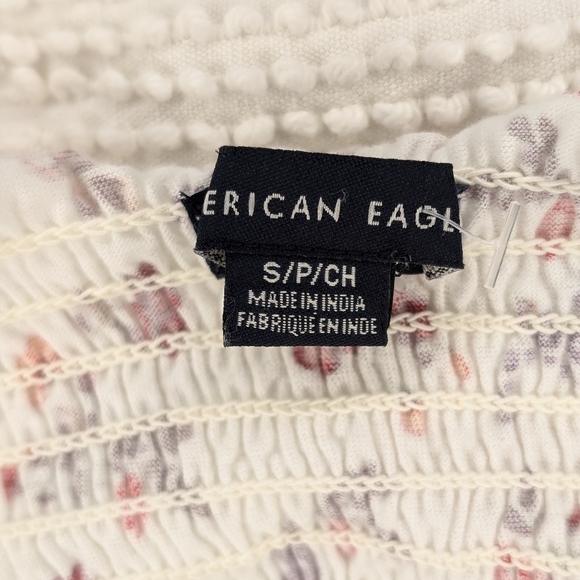 ERICAN EAGL
S/P/CH
MADE IN INDIA
FABRIQUE EN INDE